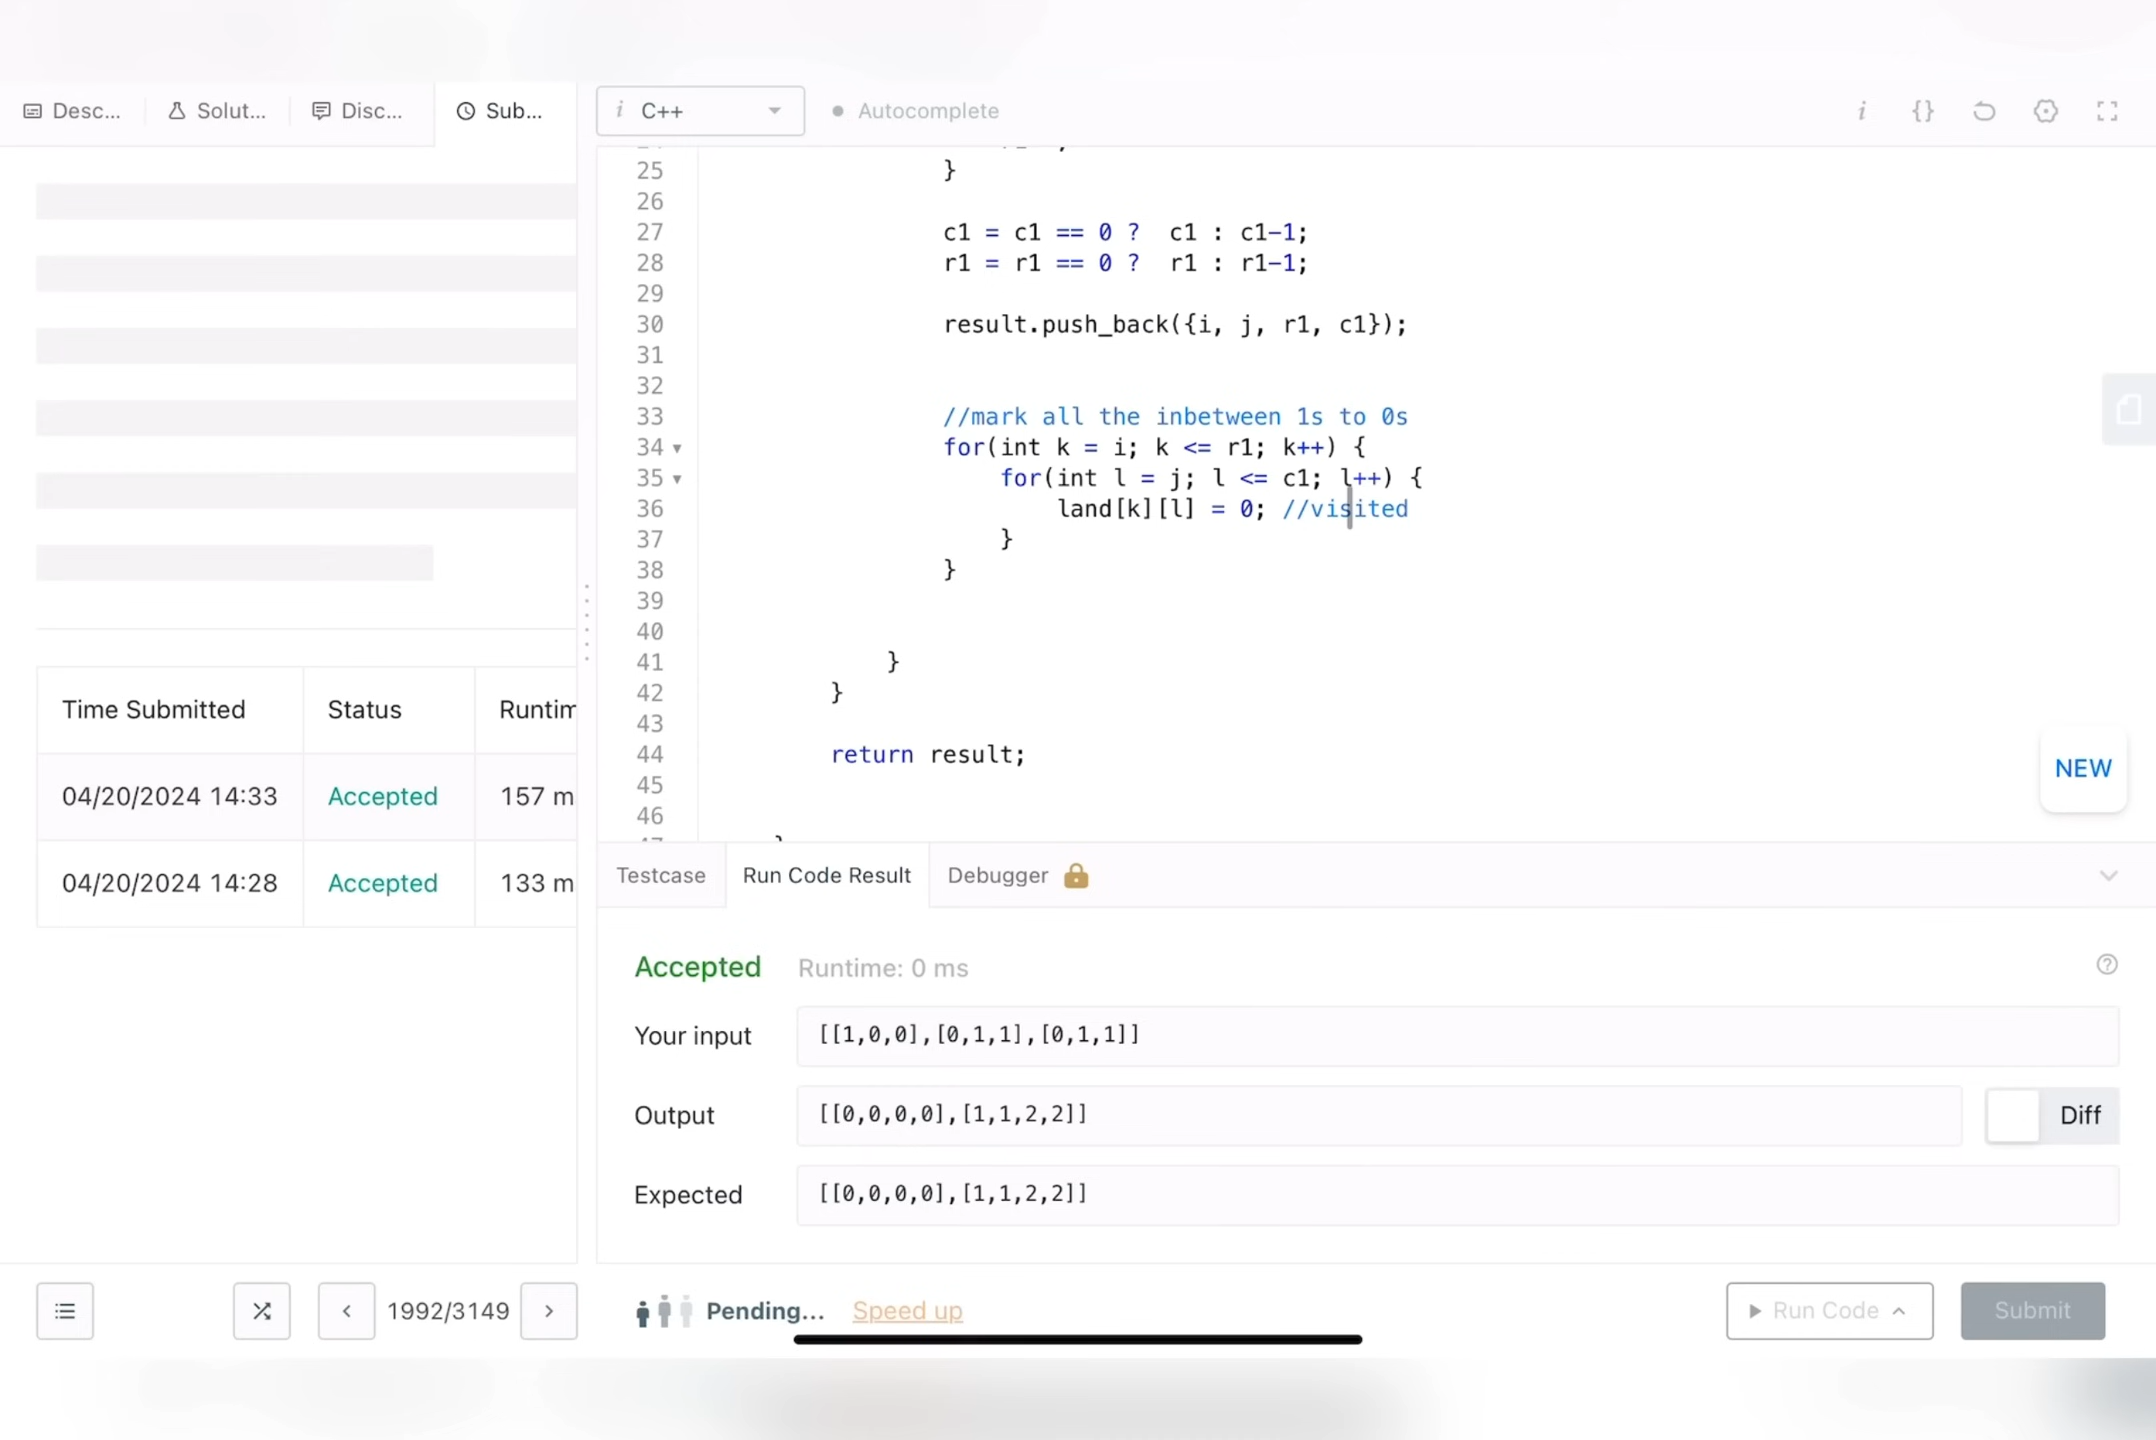 Desc...
Solut...
Disc...
Sub...
i C++
Autocomplete
i {}
25 }
26
27 c1 = c1 == 0 ?  c1 : c1-1;
28 r1 = r1 == 0 ?  r1 : r1-1;
29
30 result.push_back({i, j, r1, c1});
31
32
33 //mark all the inbetween 1s to 0s
34 for(int k = i; k <= r1; k++) {
35 for(int l = j; l <= c1; l++) {
36 land[k][l] = 0; //visited
37 }
38 }
39
40
41 }
42 }
43
44 return result;
45
46
NEW
Time Submitted Status Runtim
04/20/2024 14:33 Accepted 157 m
04/20/2024 14:28 Accepted 133 m
Testcase Run Code Result Debugger
Accepted Runtime: 0 ms
Your input [[1,0,0],[0,1,1],[0,1,1]]
Output [[0,0,0,0],[1,1,2,2]] Diff
Expected [[0,0,0,0],[1,1,2,2]]
1992/3149
Pending... Speed up
Run Code
Submit